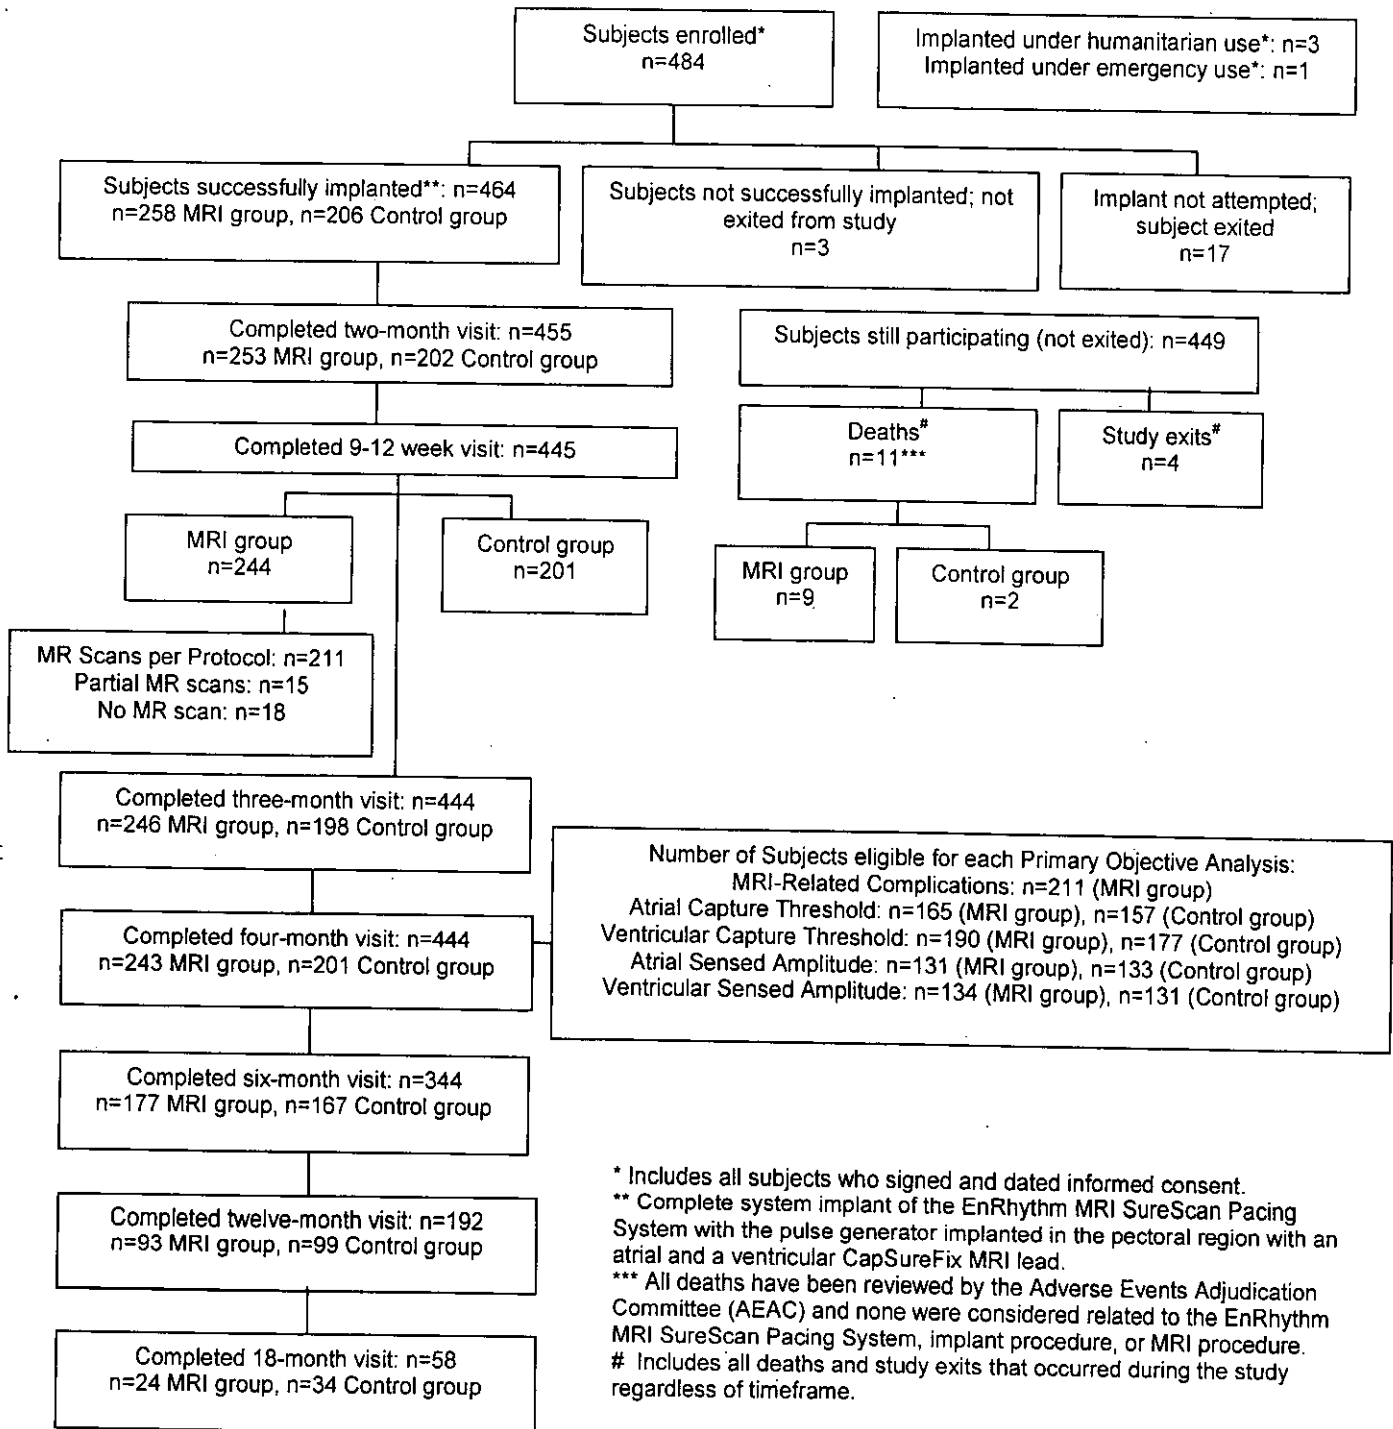 Subjects enrolled*
n=484
Implanted under humanitarian use*: n=3
Implanted under emergency use*: n=1
Subjects successfully implanted**: n=464
n=258 MRI group, n=206 Control group
Subjects not successfully implanted; not
exited from study
n=3
Implant not attempted;
subject exited
n=17
Completed two-month visit: n=455
n=253 MRI group, n=202 Control group
Subjects still participating (not exited): n=449
Completed 9-12 week visit: n=445
Deaths#
n=11***
Study exits#
n=4
MRI group
n=244
Control group
n=201
MRI group
n=9
Control group
n=2
MR Scans per Protocol: n=211
Partial MR scans: n=15
No MR scan: n=18
Completed three-month visit: n=444
n=246 MRI group, n=198 Control group
Number of Subjects eligible for each Primary Objective Analysis:
MRI-Related Complications: n=211 (MRI group)
Atrial Capture Threshold: n=165 (MRI group), n=157 (Control group)
Ventricular Capture Threshold: n=190 (MRI group), n=177 (Control group)
Atrial Sensed Amplitude: n=131 (MRI group), n=133 (Control group)
Ventricular Sensed Amplitude: n=134 (MRI group), n=131 (Control group)
Completed four-month visit: n=444
n=243 MRI group, n=201 Control group
Completed six-month visit: n=344
n=177 MRI group, n=167 Control group
Completed twelve-month visit: n=192
n=93 MRI group, n=99 Control group
Completed 18-month visit: n=58
n=24 MRI group, n=34 Control group
* Includes all subjects who signed and dated informed consent.
** Complete system implant of the EnRhythm MRI SureScan Pacing
System with the pulse generator implanted in the pectoral region with an
atrial and a ventricular CapSureFix MRI lead.
*** All deaths have been reviewed by the Adverse Events Adjudication
Committee (AEAC) and none were considered related to the EnRhythm
MRI SureScan Pacing System, implant procedure, or MRI procedure.
# Includes all deaths and study exits that occurred during the study
regardless of timeframe.